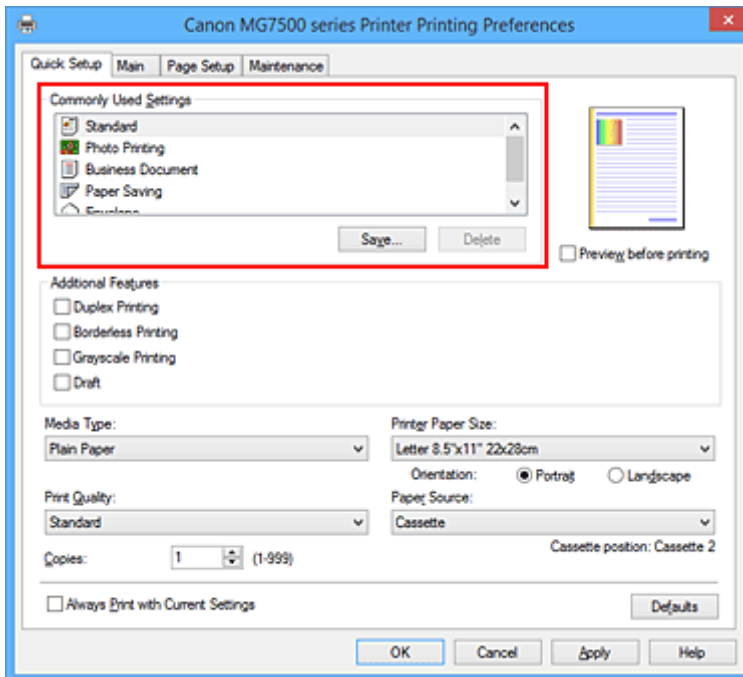 Canon MG7500 series Printer Printing Preferences
Quick Setup Main Page Setup Maintenance
Commonly Used Settings
Standard
Photo Printing
Business Document
Paper Saving
Envelope
Save... Delete
Preview before printing
Additional Features
Duplex Printing
Borderless Printing
Grayscale Printing
Draft
Media Type: Printer Paper Size:
Plain Paper Letter 8.5"x11" 22x28cm
Orientation: Portrait Landscape
Print Quality: Paper Source:
Standard Cassette
Cassette position: Cassette 2
Copies: 1 (1-999)
Always Print with Current Settings Defaults
OK Cancel Apply Help